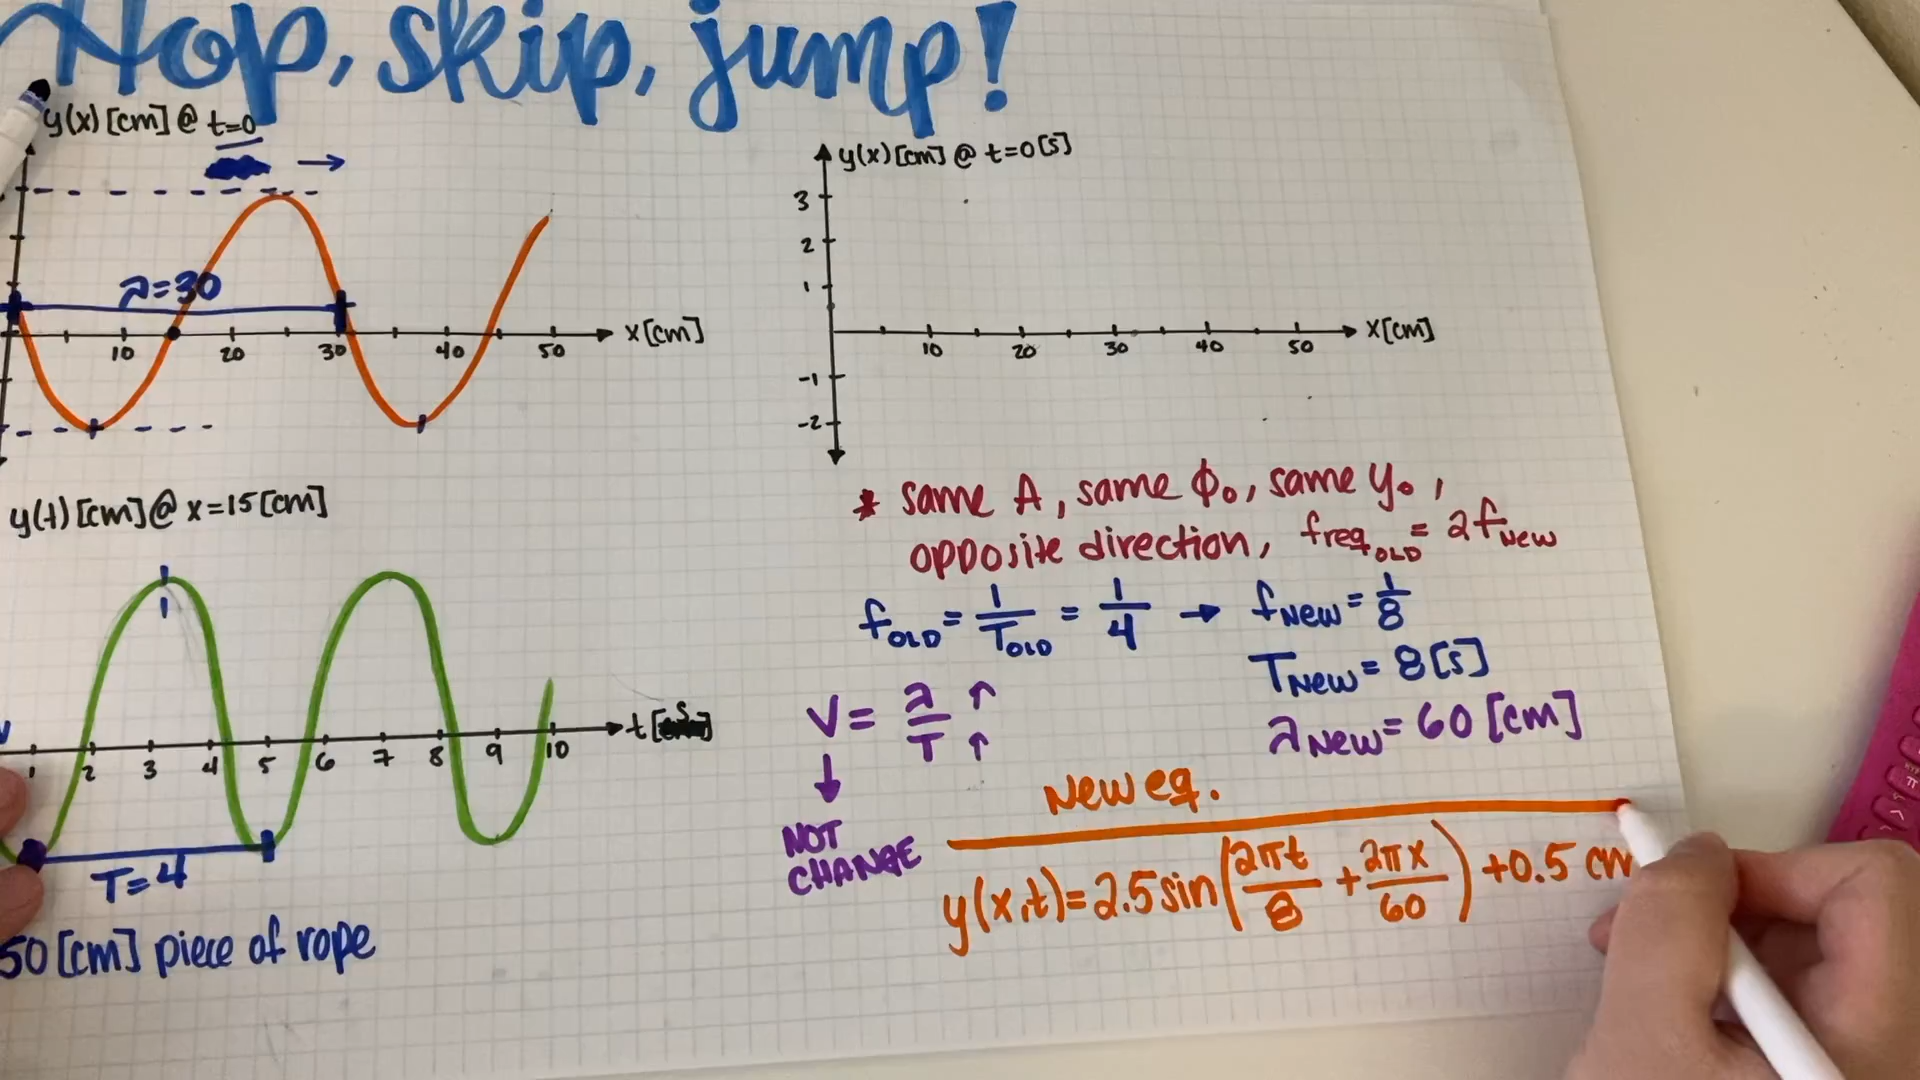 Hop, skip, jump!
y(x) [cm] @ t=0
λ=30
10 20 30 40 50
x[cm]
y(t) [cm] @ x=15 [cm]
1 2 3 4 5 6 7 8 9 10
t[s]
T=4
50 [cm] piece of rope
y(x) [cm] @ t=0 [s]
3
2
1
-1
-2
10 20 30 40 50
x[cm]
* same A, same ϕ₀, same y₀,
opposite direction, freq_OLD = 2f_NEW
f_OLD = 1/T_OLD = 1/4 → f_NEW = 1/8
T_NEW = 8 [s]
V = λ/T ↑ ↑
λ_NEW = 60 [cm]
↓
NOT
CHANGE
New eq.
y(x,t) = 2.5 sin(2πt/8 + 2πx/60) + 0.5 cm